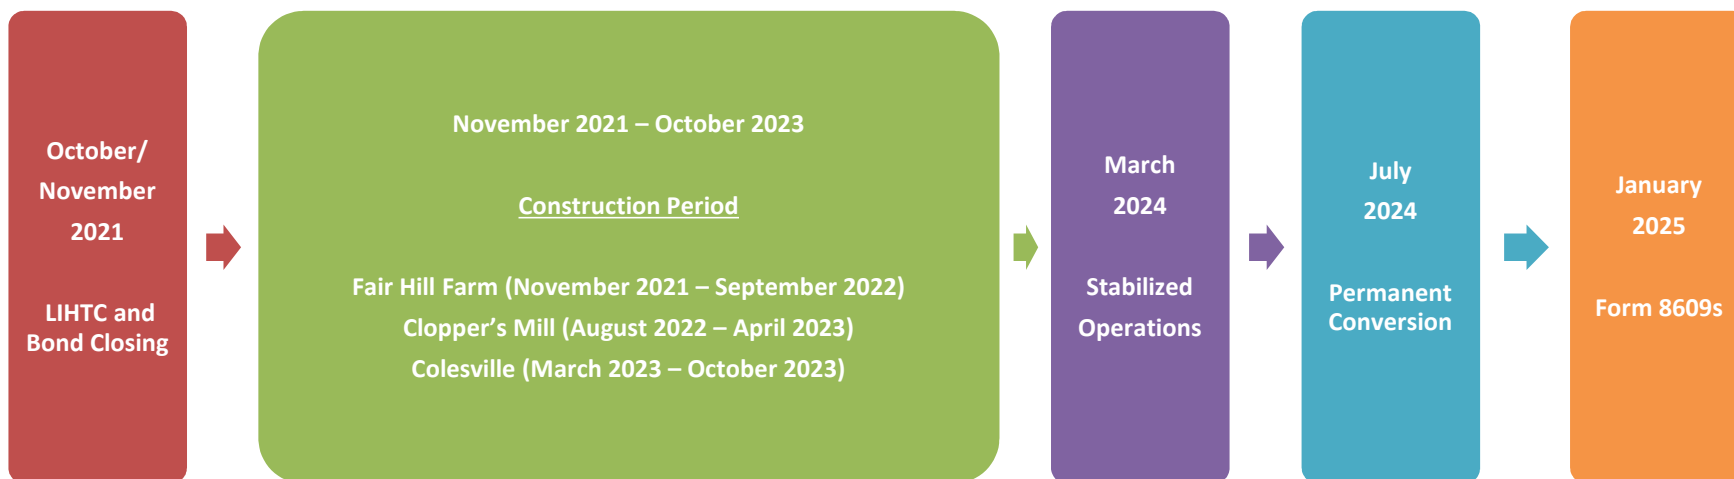 October/
November
2021
LIHTC and
Bond Closing
November 2021 – October 2023
Construction Period
Fair Hill Farm (November 2021 – September 2022)
Clopper’s Mill (August 2022 – April 2023)
Colesville (March 2023 – October 2023)
March
2024
Stabilized
Operations
July
2024
Permanent
Conversion
January
2025
Form 8609s